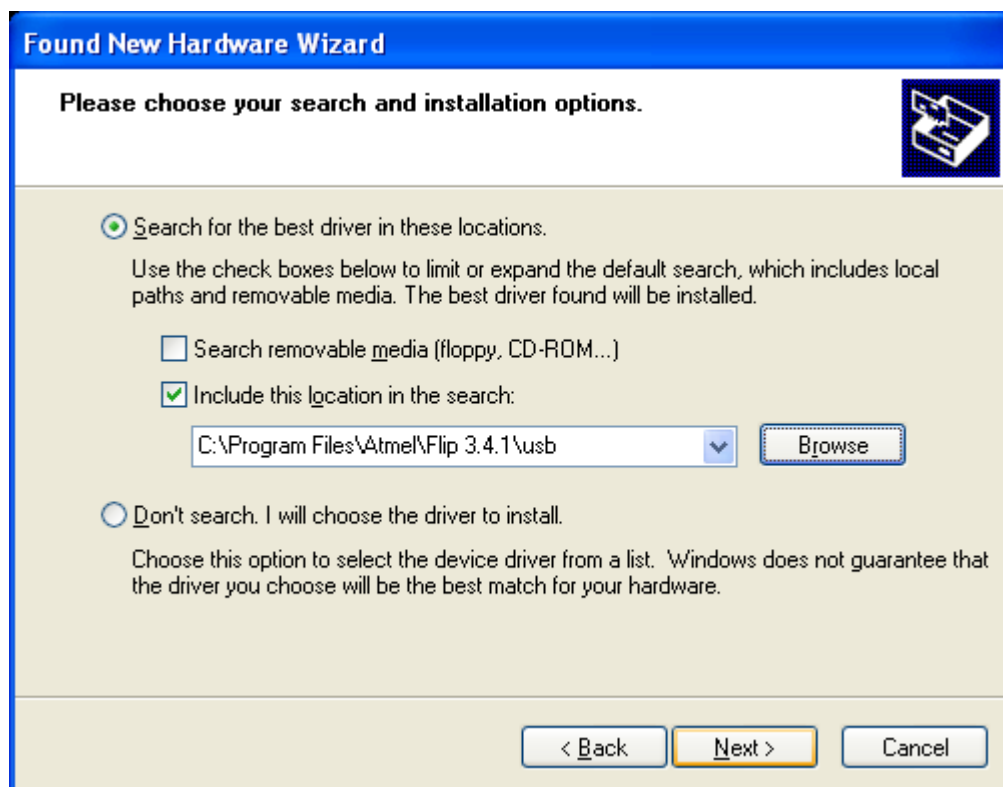 Found New Hardware Wizard
Please choose your search and installation options.
Search for the best driver in these locations.
Use the check boxes below to limit or expand the default search, which includes local
paths and removable media. The best driver found will be installed.
Search removable media (floppy, CD-ROM...)
Include this location in the search:
C:\Program Files\Atmel\Flip 3.4.1\usb
Browse
Don't search. I will choose the driver to install.
Choose this option to select the device driver from a list.  Windows does not guarantee that
the driver you choose will be the best match for your hardware.
< Back
Next >
Cancel